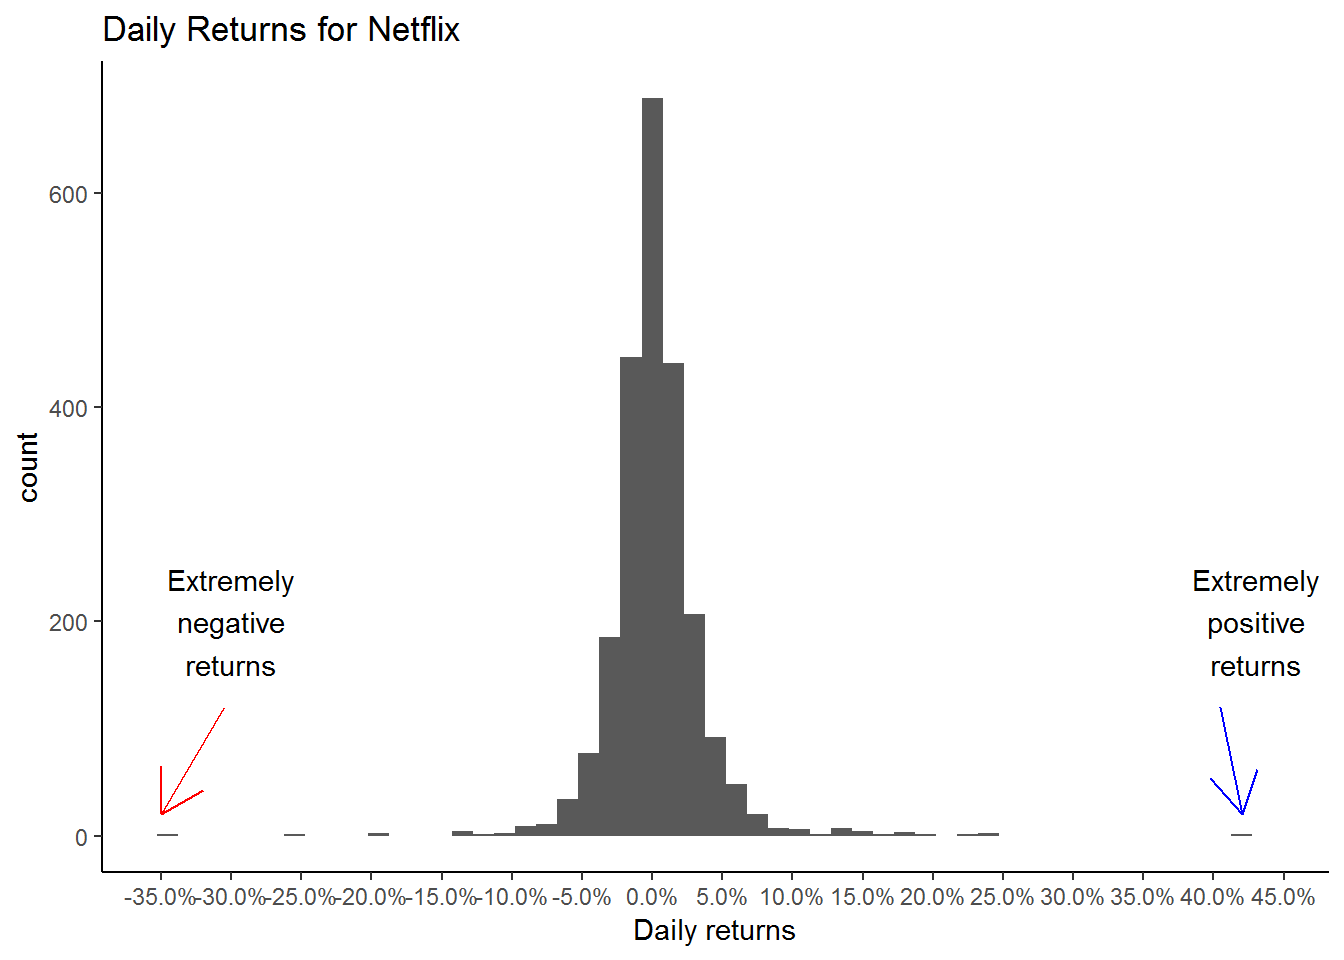 Daily Returns for Netflix
600
400
200
0
count
Extremely
negative
returns
Extremely
positive
returns
-35.0% -30.0% -25.0% -20.0% -15.0% -10.0% -5.0% 0.0% 5.0% 10.0% 15.0% 20.0% 25.0% 30.0% 35.0% 40.0% 45.0%
Daily returns